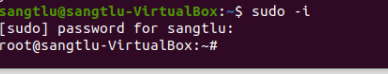 sangtlu@sangtlu-VirtualBox:~$ sudo -i
[sudo] password for sangtlu:
root@sangtlu-VirtualBox:~#